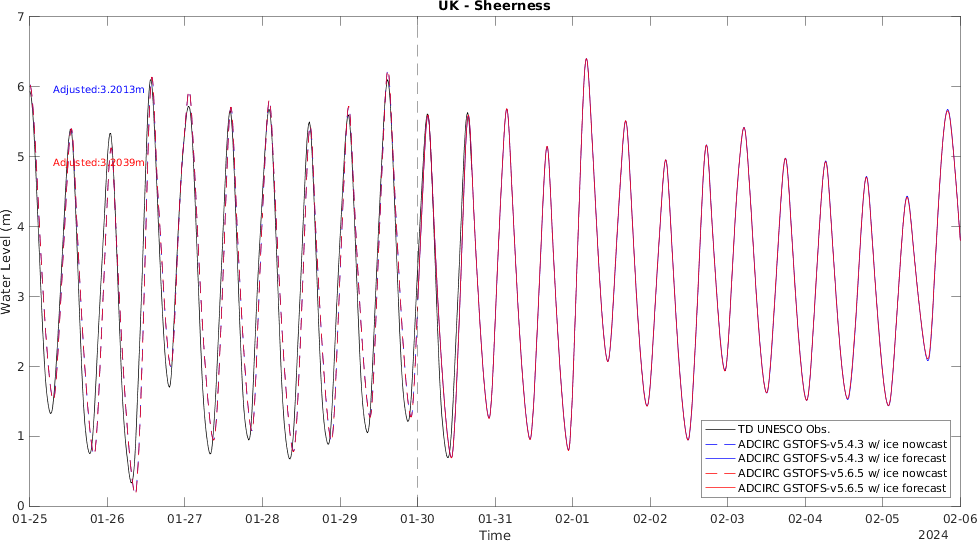 UK - Sheerness
7
6
5
4
3
2
1
0
Water Level (m)
Adjusted:3.2013m
Adjusted:3.2039m
TD UNESCO Obs.
ADCIRC GSTOFS-v5.4.3 w/ ice nowcast
ADCIRC GSTOFS-v5.4.3 w/ ice forecast
ADCIRC GSTOFS-v5.6.5 w/ ice nowcast
ADCIRC GSTOFS-v5.6.5 w/ ice forecast
01-25 01-26 01-27 01-28 01-29 01-30 01-31 02-01 02-02 02-03 02-04 02-05 02-06
Time
2024